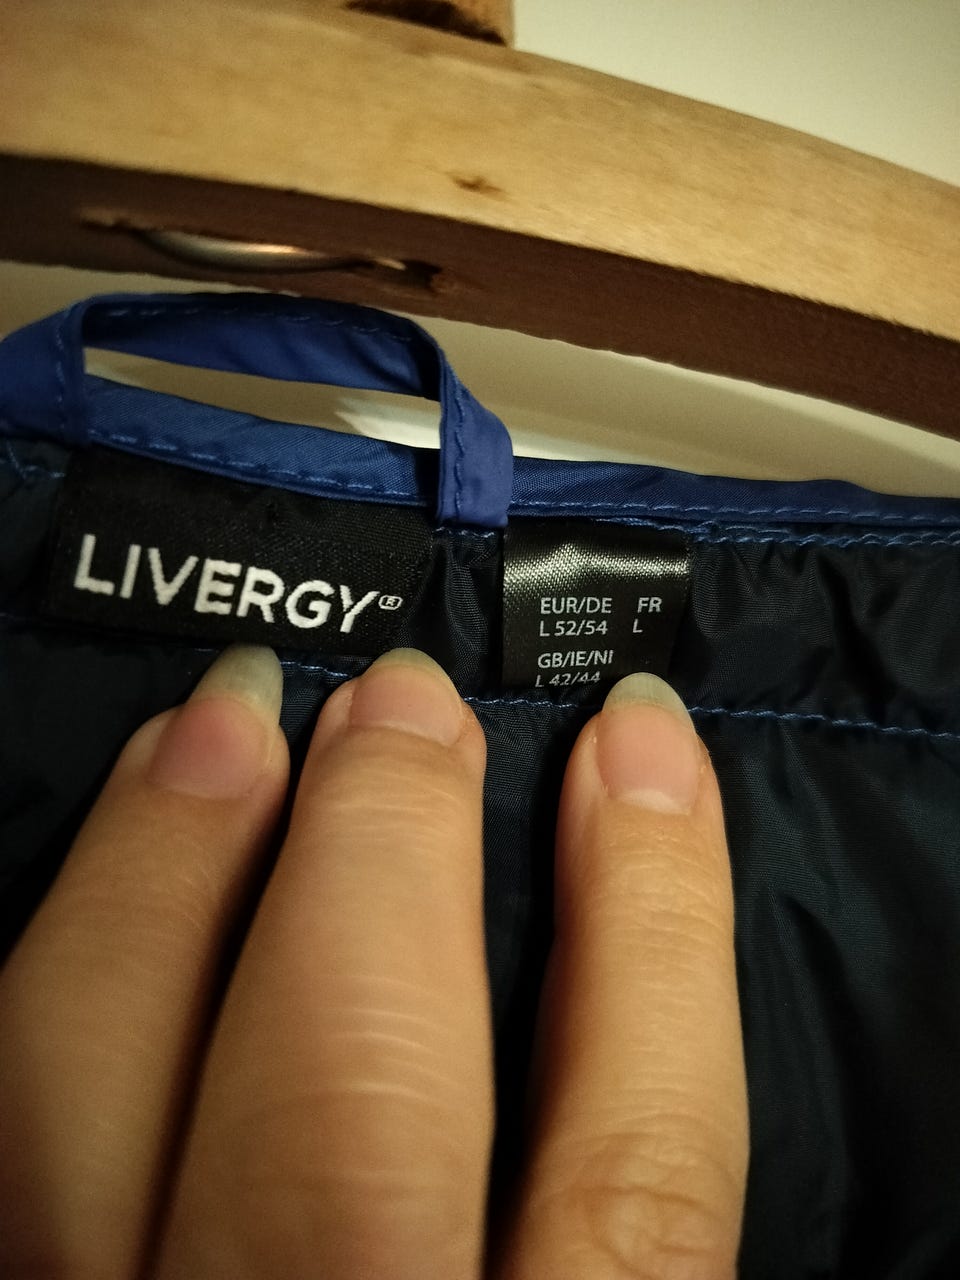 LIVERGY®
EUR/DE FR
L 52/54 L
GB/IE/NI
L 42/44